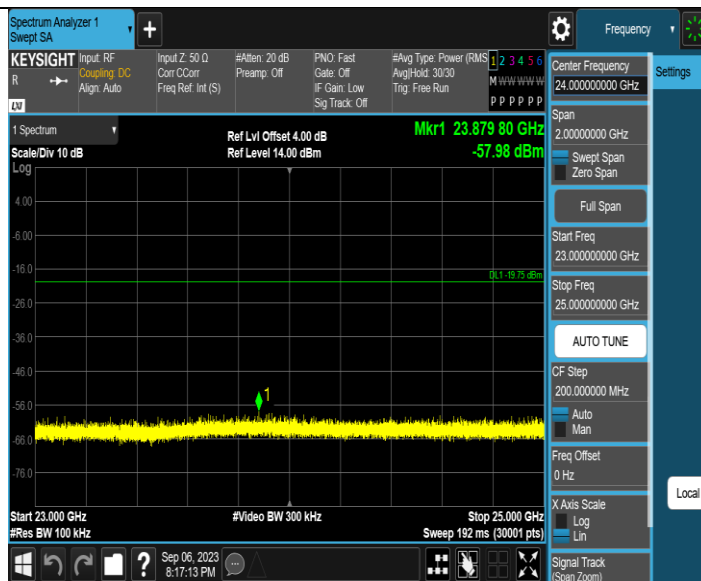 Spectrum Analyzer 1
Swept SA
Frequency
KEYSIGHT
R
LXI
Input: RF
Coupling: DC
Align: Auto
Input Z: 50 Ω
Corr CCorr
Freq Ref: Int (S)
#Atten: 20 dB
Preamp: Off
PNO: Fast
Gate: Off
IF Gain: Low
Sig Track: Off
#Avg Type: Power (RMS
Avg|Hold: 30/30
Trig: Free Run
1 2 3 4 5 6
M W W W W W
P P P P P P
1 Spectrum
Scale/Div 10 dB
Log
Ref Lvl Offset 4.00 dB
Ref Level 14.00 dBm
Mkr1 23.879 80 GHz
-57.98 dBm
4.00
-6.00
-16.0
DL1 -19.75 dBm
-26.0
-36.0
-46.0
1
-56.0
-66.0
-76.0
Start 23.000 GHz
#Res BW 100 kHz
#Video BW 300 kHz
Stop 25.000 GHz
Sweep 192 ms (30001 pts)
?
Sep 06, 2023
8:17:13 PM
Center Frequency
24.000000000 GHz
Span
2.00000000 GHz
Swept Span
Zero Span
Full Span
Start Freq
23.000000000 GHz
Stop Freq
25.000000000 GHz
AUTO TUNE
CF Step
200.000000 MHz
Auto
Man
Freq Offset
0 Hz
X Axis Scale
Log
Lin
Signal Track
(Span Zoom)
Settings
Local